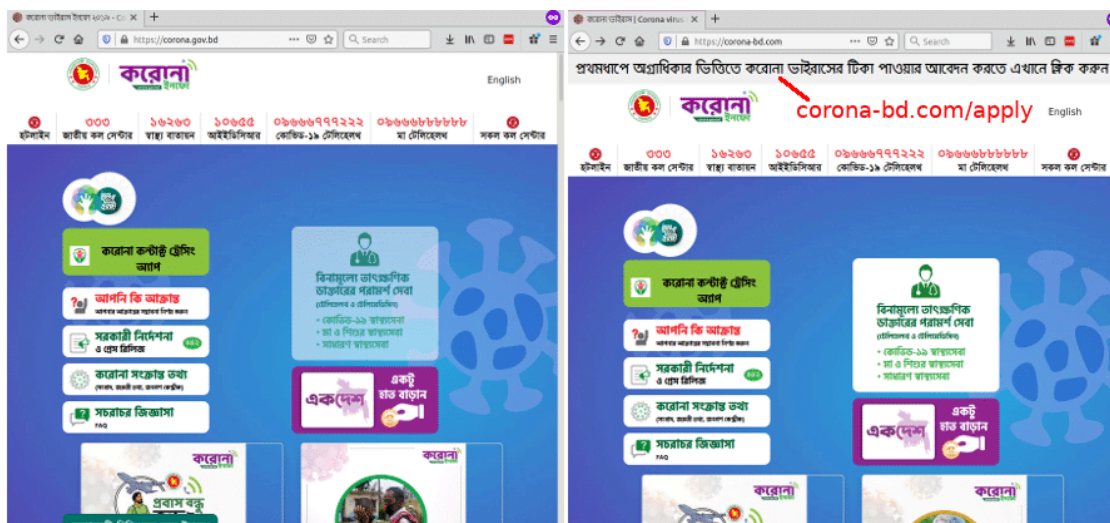 করোনা ভাইরাস ইনফো ২০১৯ - Co
https://corona.gov.bd
Search
করোনা
ইনফো
English
হটলাইন
৩৩৩
জাতীয় কল সেন্টার
১৬২৬৩
স্বাস্থ্য বাতায়ন
১০৬৫৫
আইইডিসিআর
০৯৬৬৬৭৭৭২২২
কোভিড-১৯ টেলিহেলথ
০৯৬৬৬৮৮৮৮৮৮
মা টেলিহেলথ
সকল কল সেন্টার
করোনা কন্টাক্ট ট্রেসিং
অ্যাপ
আপনি কি আক্রান্ত
সরকারী নির্দেশনা
ও প্রেস রিলিজ
করোনা সংক্রান্ত তথ্য
সচরাচর জিজ্ঞাসা
FAQ
বিনামূল্যে তাৎক্ষণিক
ডাক্তারের পরামর্শ সেবা
(টেলিহেলথ ও টেলিমেডিসিন)
• কোভিড-১৯ স্বাস্থ্যসেবা
• মা ও শিশুর স্বাস্থ্যসেবা
• সাধারণ স্বাস্থ্যসেবা
একদেশ
একটু
হাত বাড়ান
করোনা
প্রবাস বন্ধু
করোনা
করোনা ভাইরাস | Corona virus
https://corona-bd.com
Search
প্রথমধাপে অগ্রাধিকার ভিত্তিতে করোনা ভাইরাসের টিকা পাওয়ার আবেদন করতে এখানে ক্লিক করুন
corona-bd.com/apply
করোনা
ইনফো
English
হটলাইন
৩৩৩
জাতীয় কল সেন্টার
১৬২৬৩
স্বাস্থ্য বাতায়ন
১০৬৫৫
আইইডিসিআর
০৯৬৬৬৭৭৭২২২
কোভিড-১৯ টেলিহেলথ
০৯৬৬৬৮৮৮৮৮৮
মা টেলিহেলথ
সকল কল সেন্টার
করোনা কন্টাক্ট ট্রেসিং
অ্যাপ
আপনি কি আক্রান্ত
সরকারী নির্দেশনা
ও প্রেস রিলিজ
করোনা সংক্রান্ত তথ্য
সচরাচর জিজ্ঞাসা
FAQ
বিনামূল্যে তাৎক্ষণিক
ডাক্তারের পরামর্শ সেবা
(টেলিহেলথ ও টেলিমেডিসিন)
• কোভিড-১৯ স্বাস্থ্যসেবা
• মা ও শিশুর স্বাস্থ্যসেবা
• সাধারণ স্বাস্থ্যসেবা
একদেশ
একটু
হাত বাড়ান
করোনা
করোনা